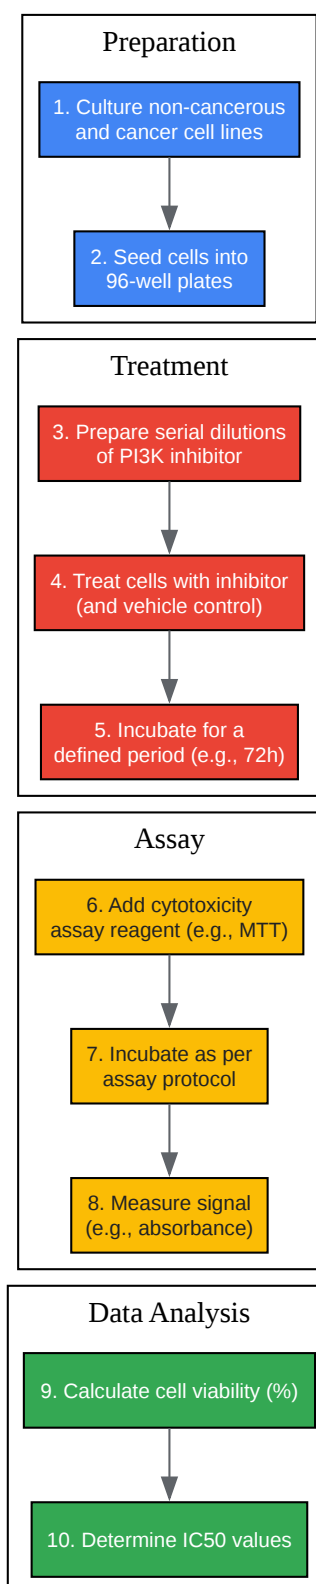 Preparation
1. Culture non-cancerous
and cancer cell lines
2. Seed cells into
96-well plates
Treatment
3. Prepare serial dilutions
of PI3K inhibitor
4. Treat cells with inhibitor
(and vehicle control)
5. Incubate for a
defined period (e.g., 72h)
Assay
6. Add cytotoxicity
assay reagent (e.g., MTT)
7. Incubate as per
assay protocol
8. Measure signal
(e.g., absorbance)
Data Analysis
9. Calculate cell viability (%)
10. Determine IC50 values